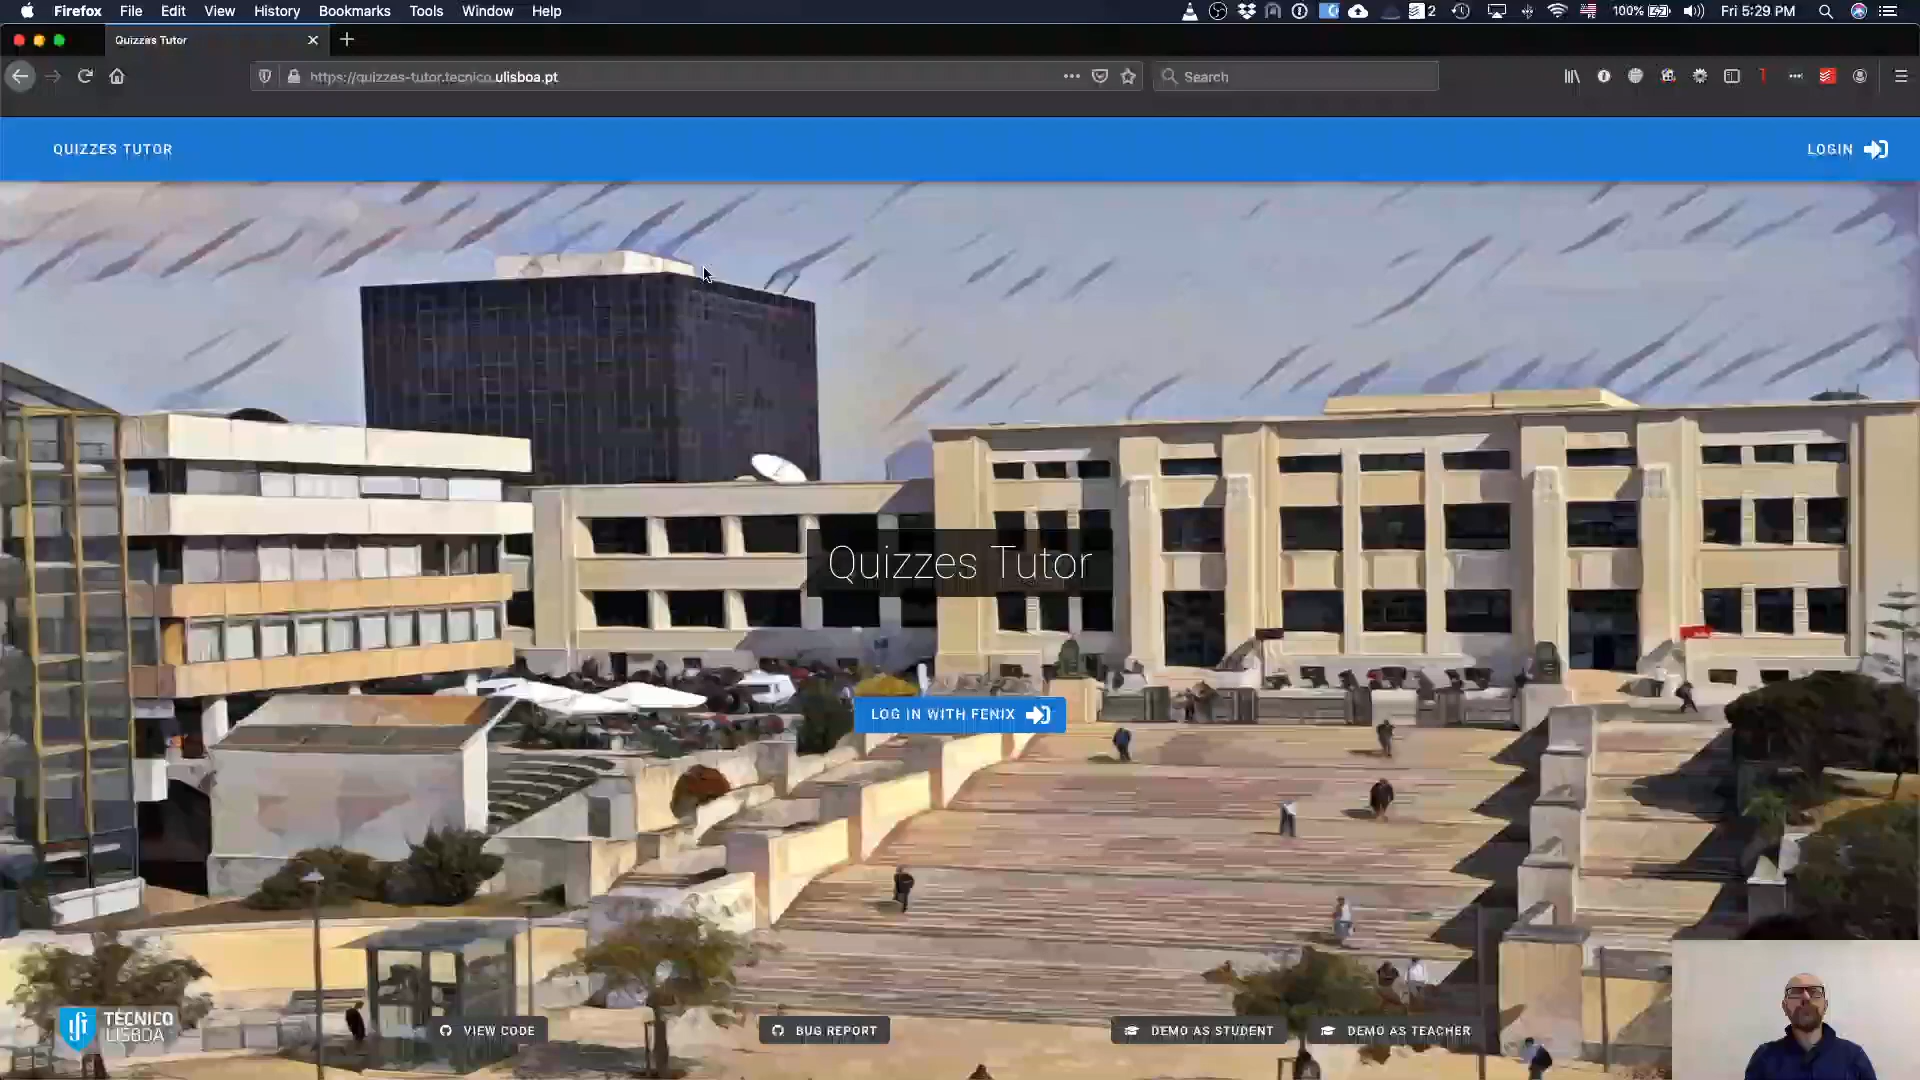 Firefox File Edit View History Bookmarks Tools Window Help 2 100% Fri 5:29 PM
Quizzes Tutor
https://quizzes-tutor.tecnico.ulisboa.pt Search
QUIZZES TUTOR LOGIN
Quizzes Tutor
LOG IN WITH FENIX
TÉCNICO
LISBOA
VIEW CODE BUG REPORT DEMO AS STUDENT DEMO AS TEACHER